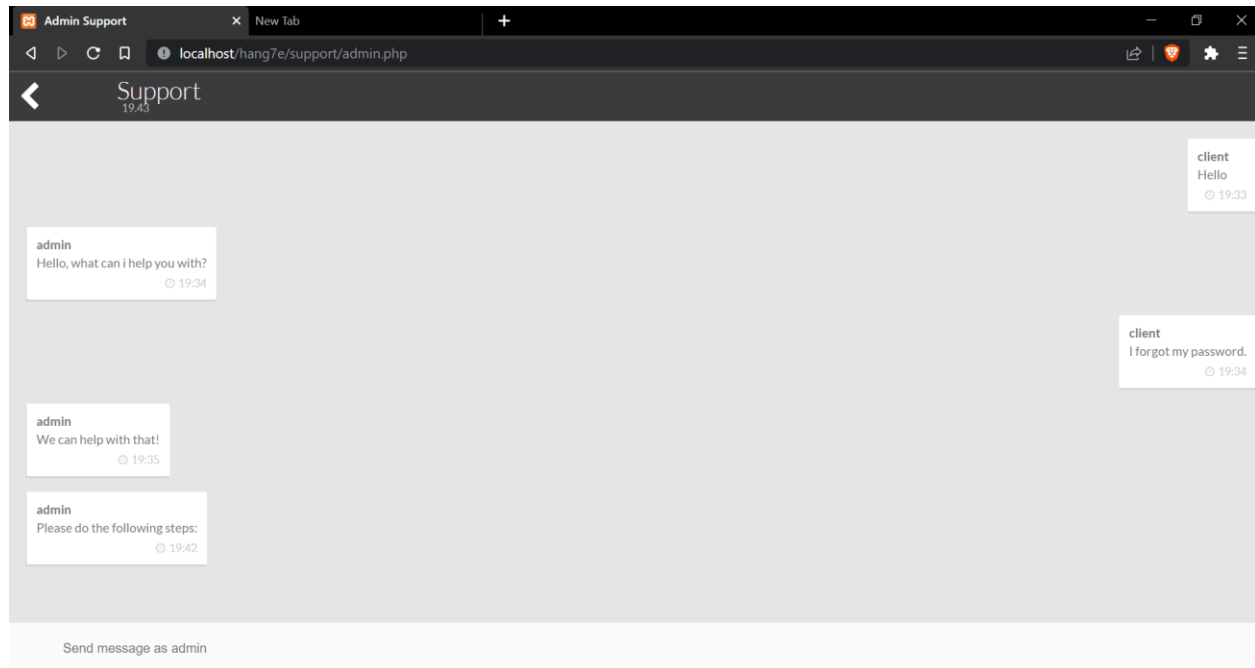 Admin Support
New Tab
localhost/hang7e/support/admin.php
Support
19.43
client
Hello
19:33
admin
Hello, what can i help you with?
19:34
client
I forgot my password.
19:34
admin
We can help with that!
19:35
admin
Please do the following steps:
19:42
Send message as admin